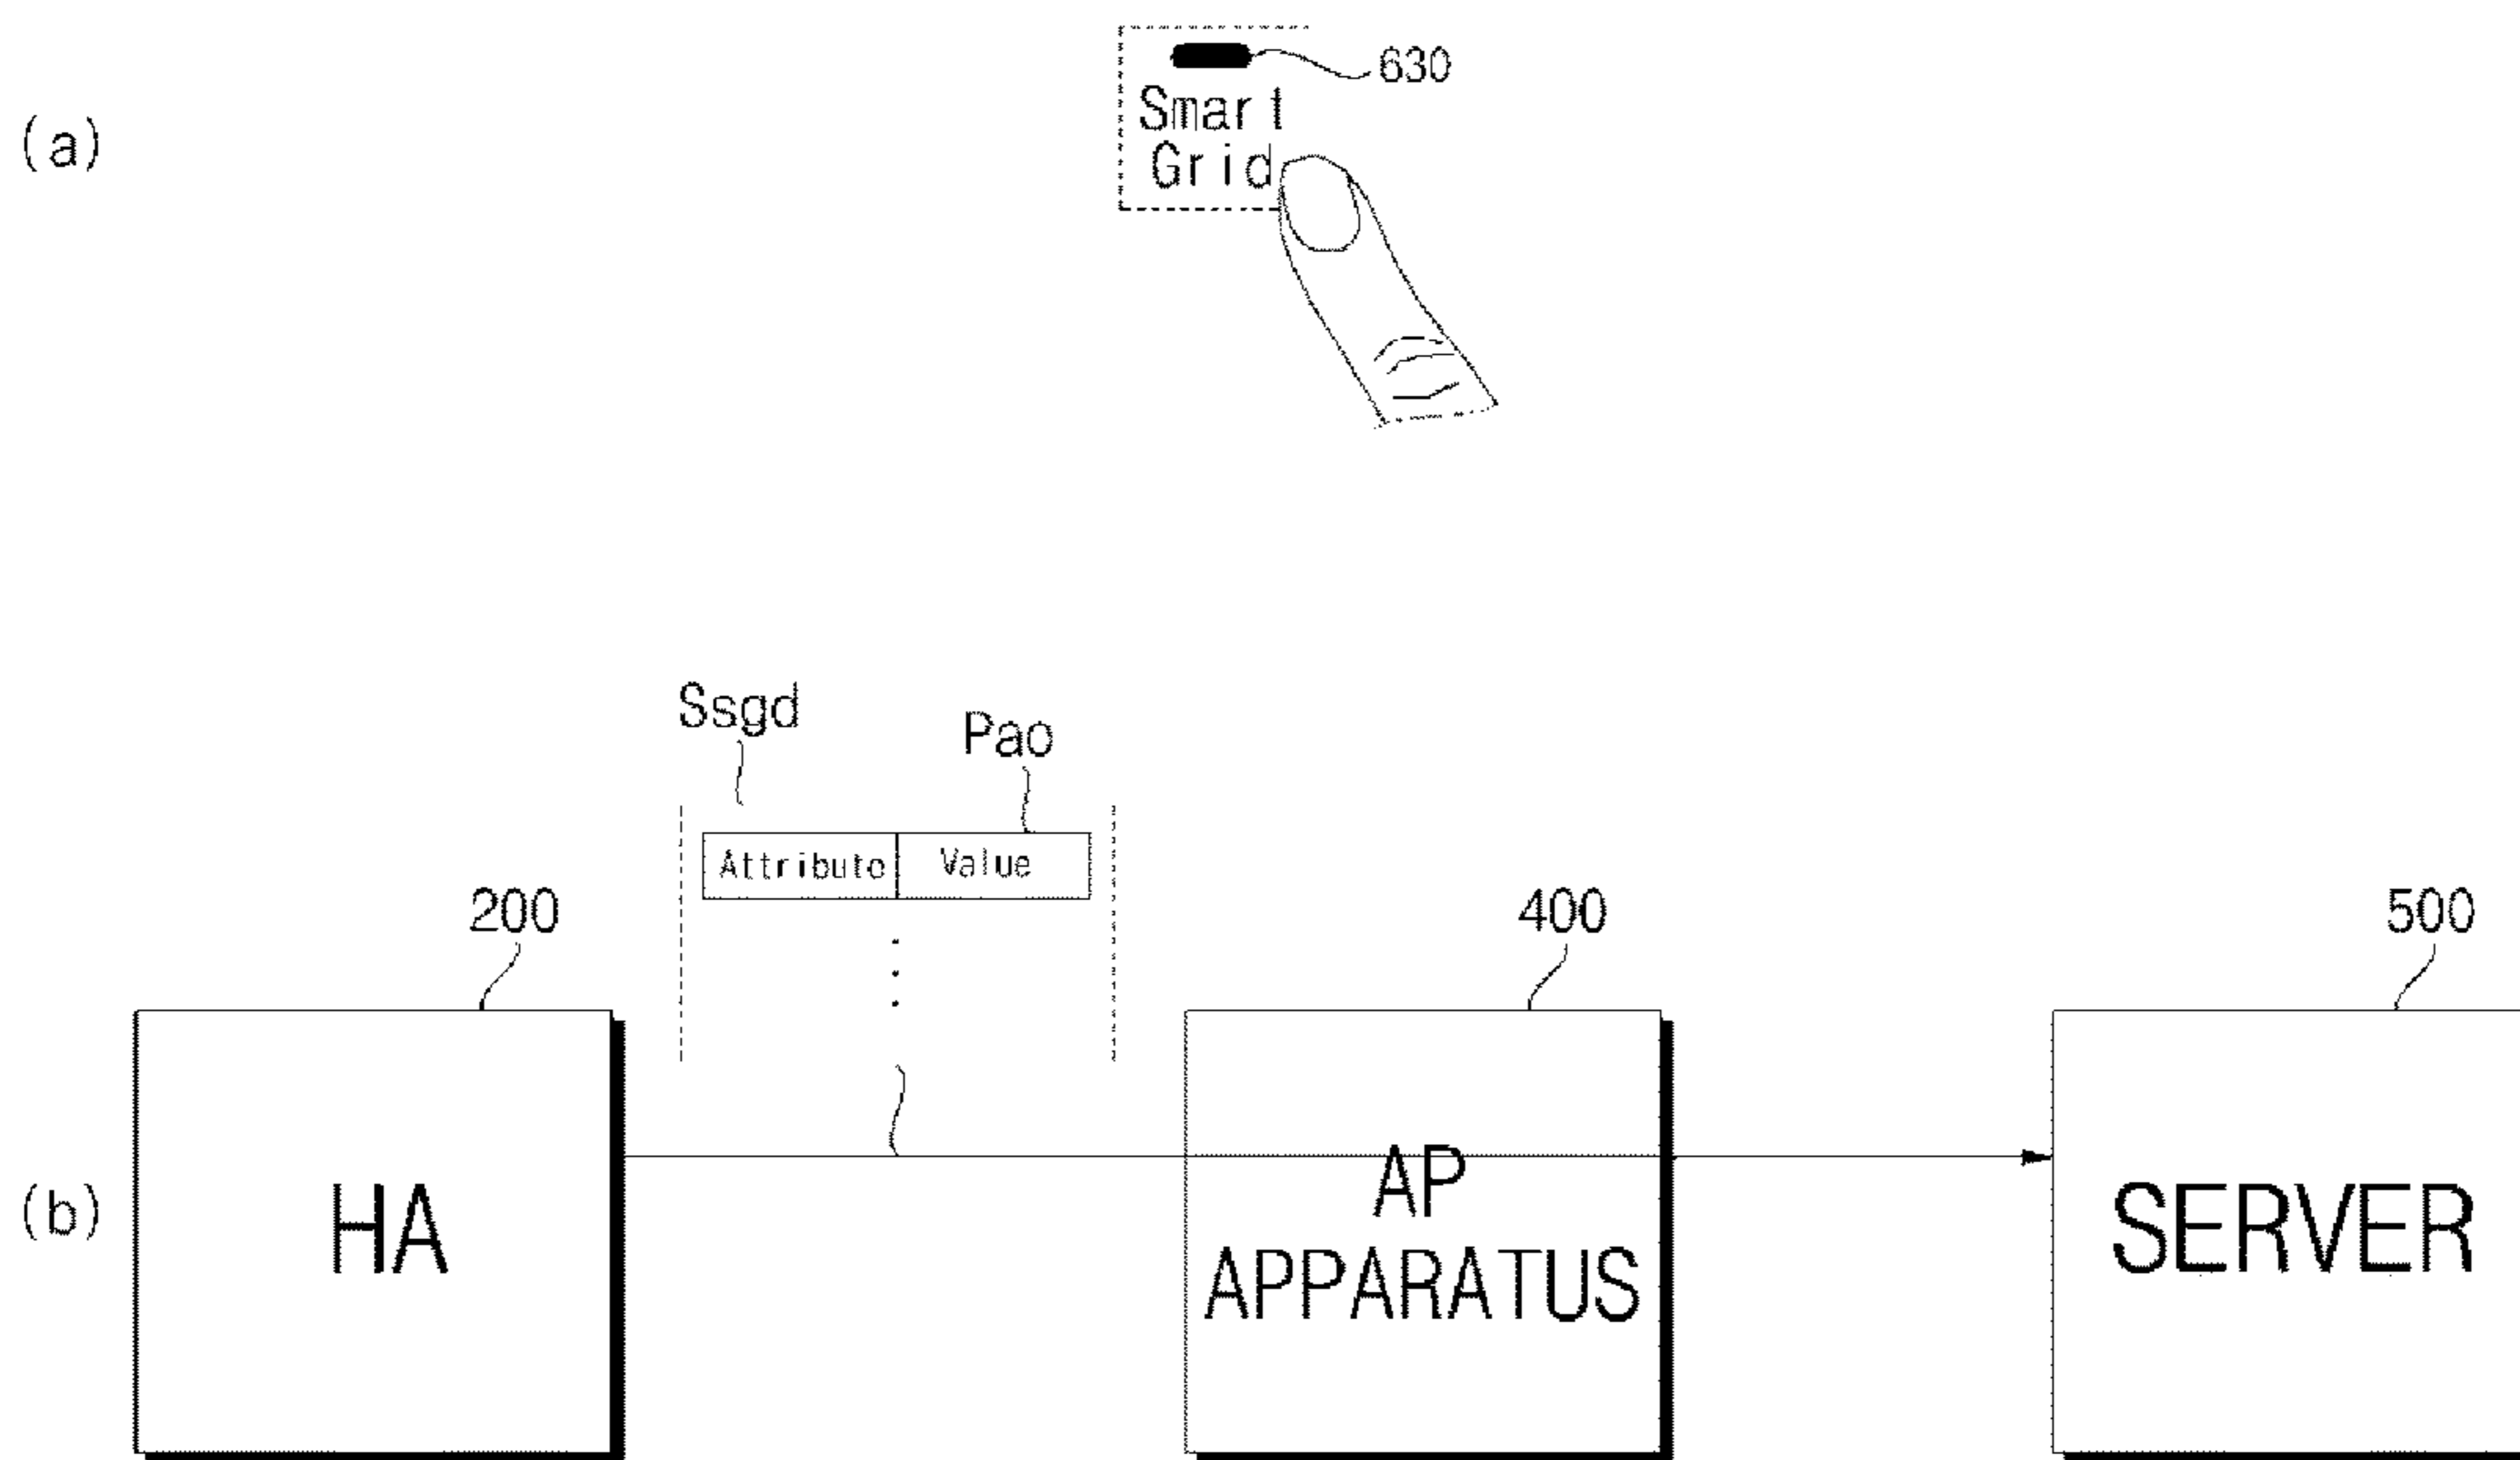 (a)
630
Smart
Grid
Ssgd
Pao
Attribute
Value
200
400
500
(b)
HA
AP
APPARATUS
SERVER